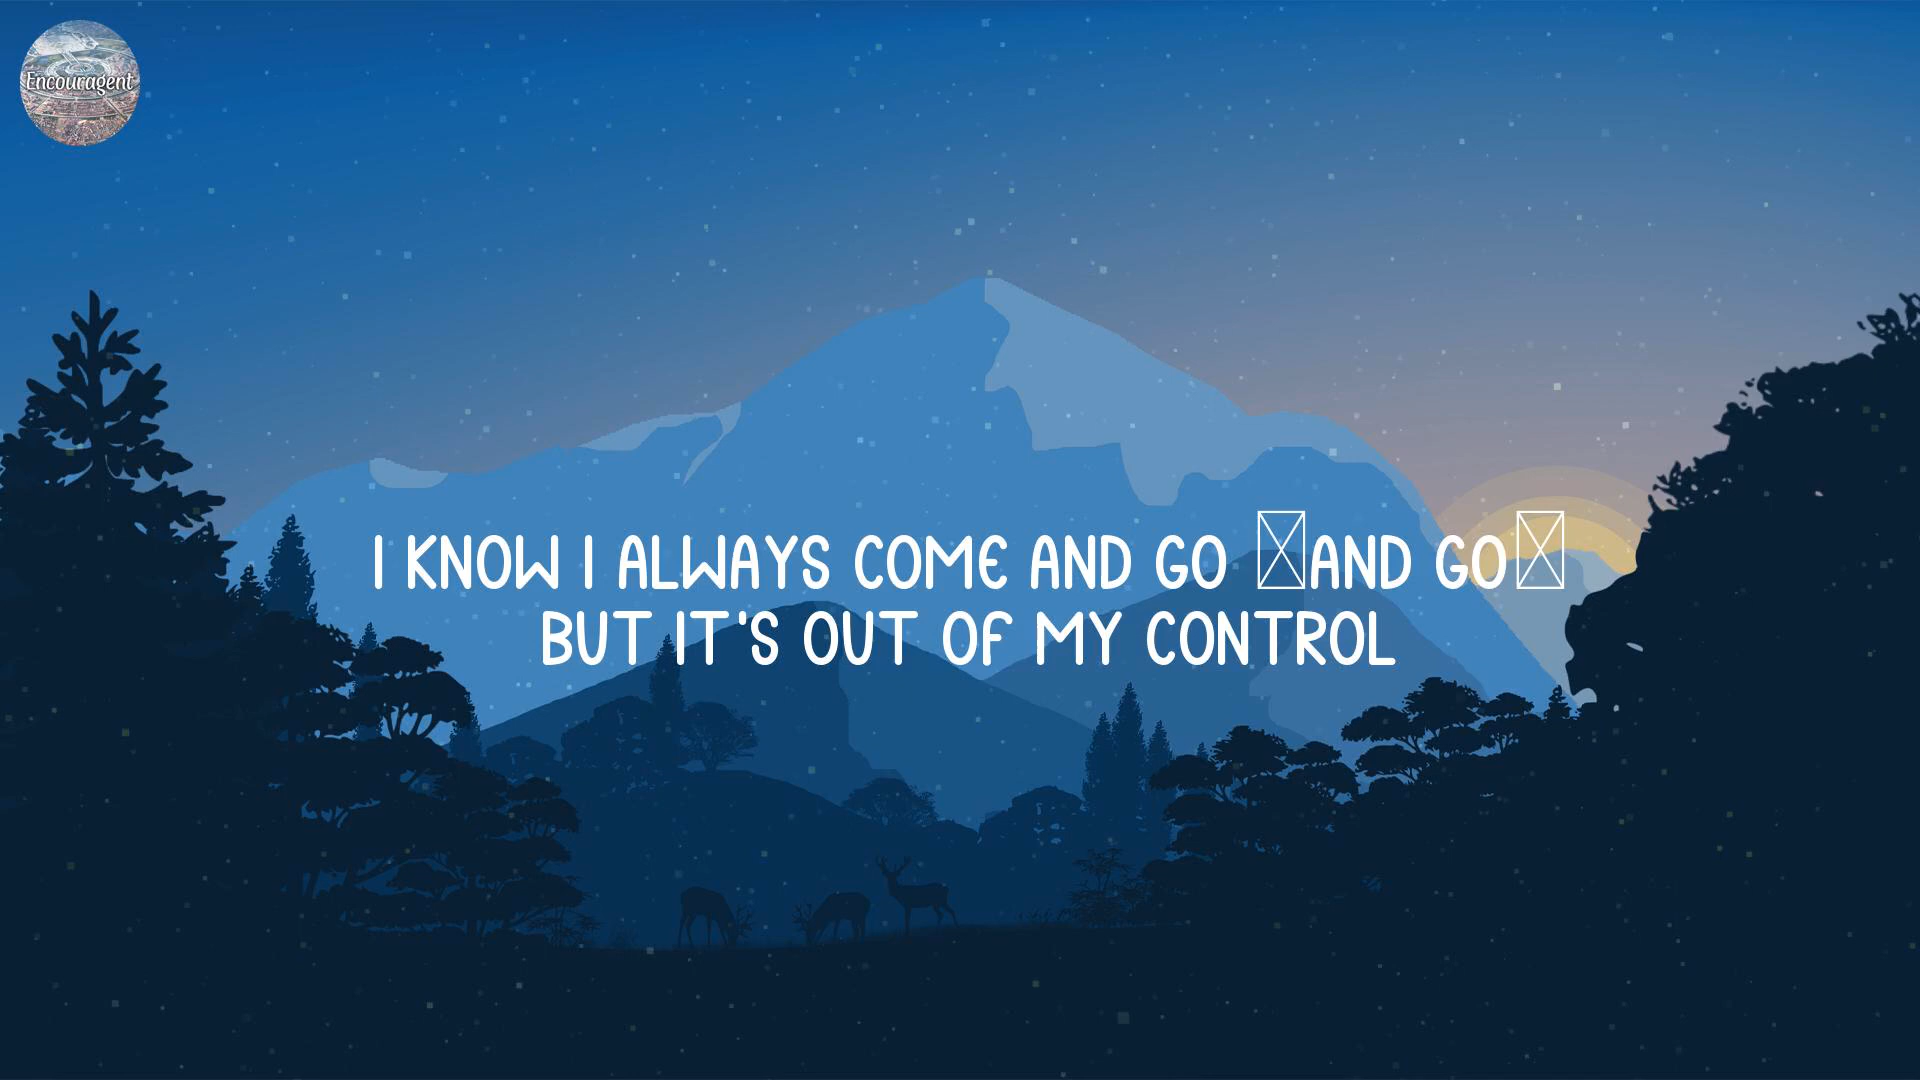 Encouragent
I KNOW I ALWAYS COME AND GO □AND GO□
BUT IT'S OUT OF MY CONTROL